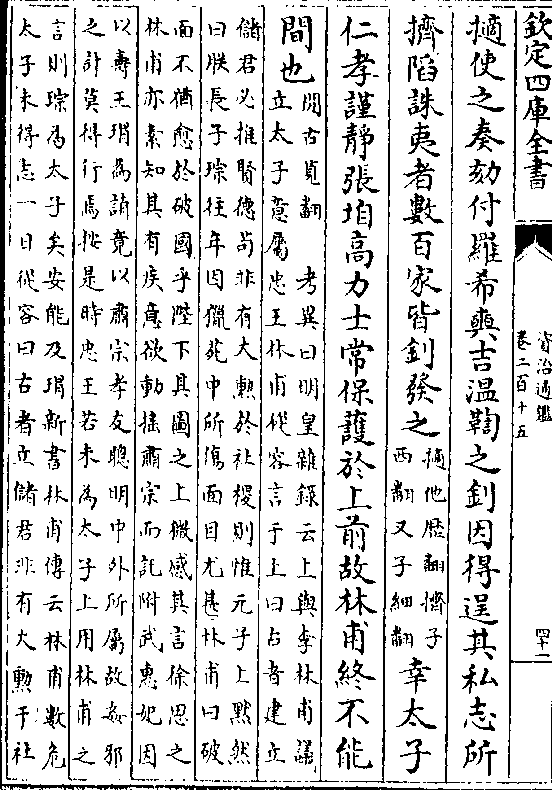 欽定四庫全書
資治通鑑
卷二百十五
四十二
擿使之奏劾付羅希奭吉溫鞫之釗因得逞其私志所
擠陷誅夷者數百家皆釗發之擿他歷翻擠子西翻又子細翻幸太子
仁孝謹靜張垍高力士常保護於上前故林甫終不能
間也間古莧翻考異曰明皇雜錄云上與李林甫議
立太子意屬忠王林甫從容言于上曰古者建立
儲君必推賢德苟非有大勲於社稷則惟元子上默然
曰朕長子琮往年因獵苑中所傷面目尤甚林甫曰破
面不猶愈於破國乎陛下其圖之上微感其言徐思之
林甫亦素知其有疾意欲動揺肅宗而託附武惠妃因
以壽王瑁為請竟以肅宗孝友聰明中外所屬故姦邪
之計莫得行焉按是時忠王若未為太子上用林甫之
言則琮為太子矣安能及瑁新書林甫傳云林甫數危
太子未得志一日從容曰古者立儲君非有大勲于社